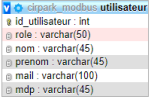 cirpark_modbus utilisateur
id_utilisateur : int
role : varchar(50)
nom : varchar(45)
prenom : varchar(45)
mail : varchar(100)
mdp : varchar(45)